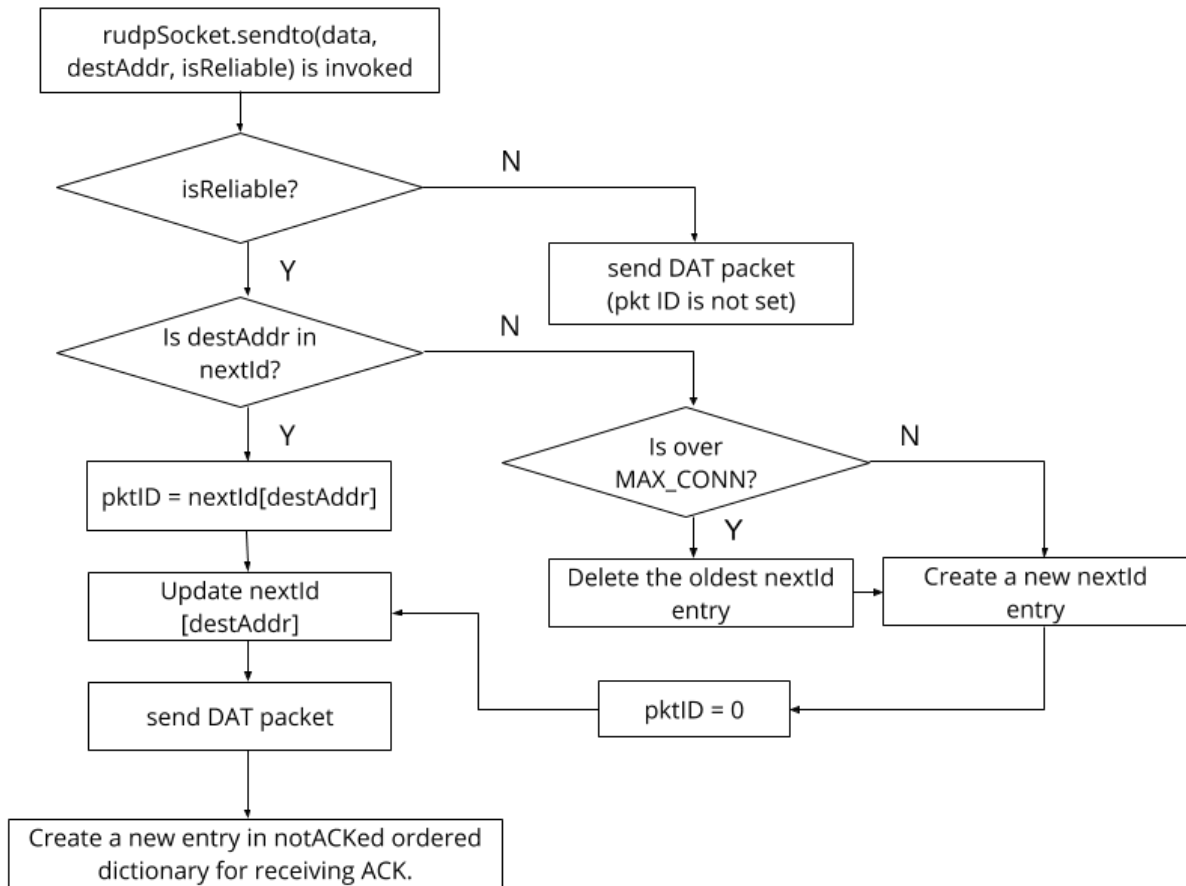 rudpSocket.sendto(data,
destAddr, isReliable) is invoked
isReliable?
N
Y
send DAT packet
(pkt ID is not set)
Is destAddr in
nextId?
N
Y
Is over
MAX_CONN?
N
Y
pktID = nextId[destAddr]
Delete the oldest nextId
entry
Create a new nextId
entry
Update nextId
[destAddr]
pktID = 0
send DAT packet
Create a new entry in notACKed ordered
dictionary for receiving ACK.